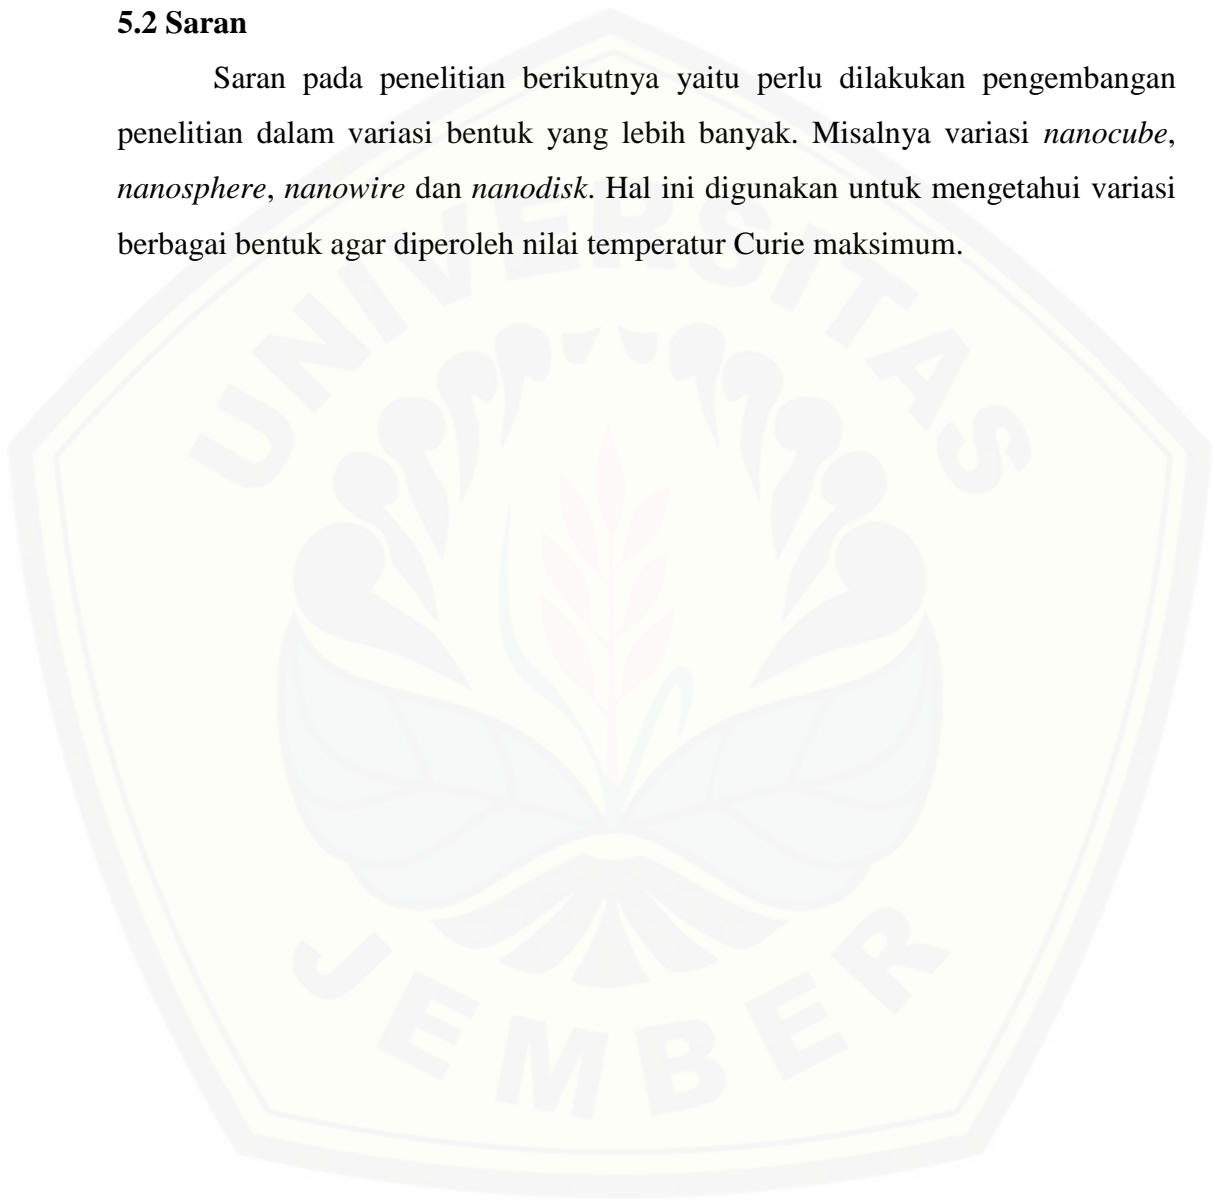 5.2 Saran
Saran pada penelitian berikutnya yaitu perlu dilakukan pengembangan
penelitian dalam variasi bentuk yang lebih banyak. Misalnya variasi nanocube,
nanosphere, nanowire dan nanodisk. Hal ini digunakan untuk mengetahui variasi
berbagai bentuk agar diperoleh nilai temperatur Curie maksimum.
UNIVERSITAS
JEMBER